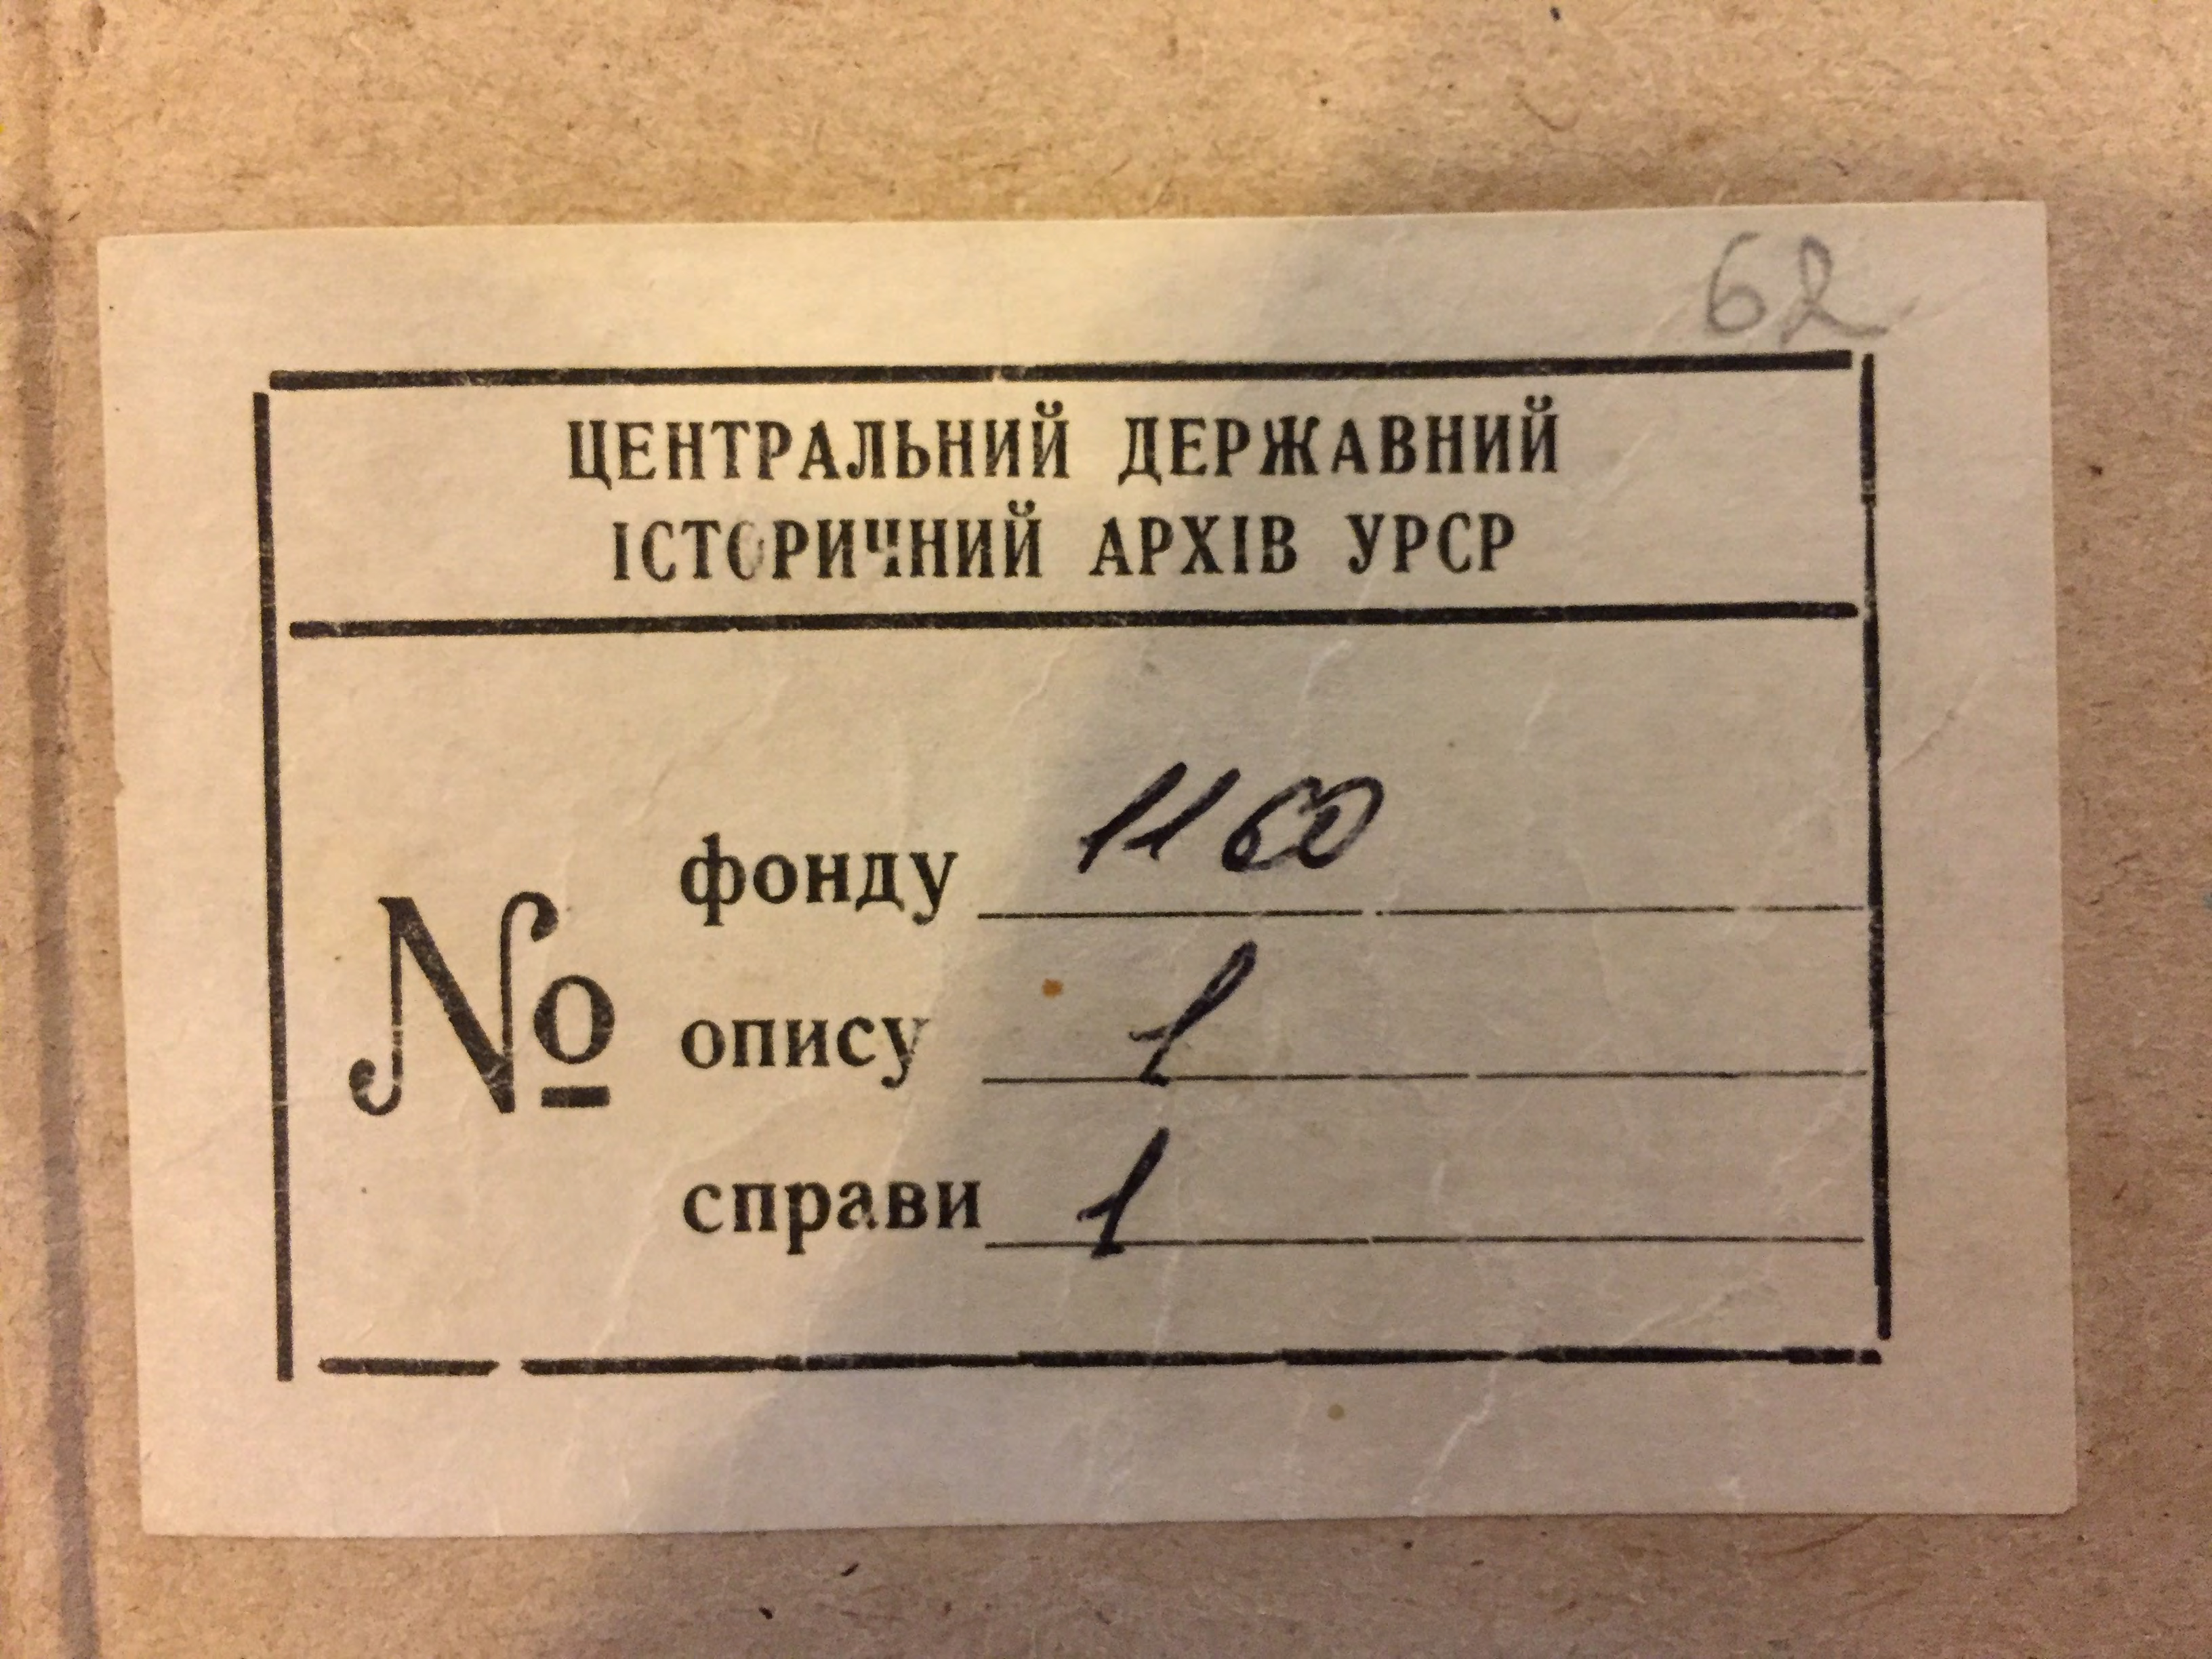 62
ЦЕНТРАЛЬНИЙ ДЕРЖАВНИЙ
ІСТОРИЧНИЙ АРХІВ УРСР
№
фонду 1160
опису 1
справи 1